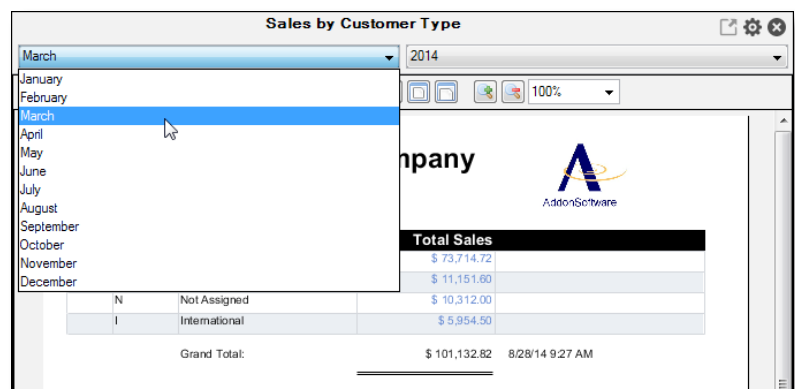 Sales by Customer Type
March 2014
January
February 100%
March
April
May
June
July
August
September
October
November
December
mpany
AddonSoftware
Total Sales
$ 73,714.72
$ 11,151.60
N Not Assigned $ 10,312.00
I International $ 5,954.50
Grand Total: $ 101,132.82 8/28/14 9:27 AM